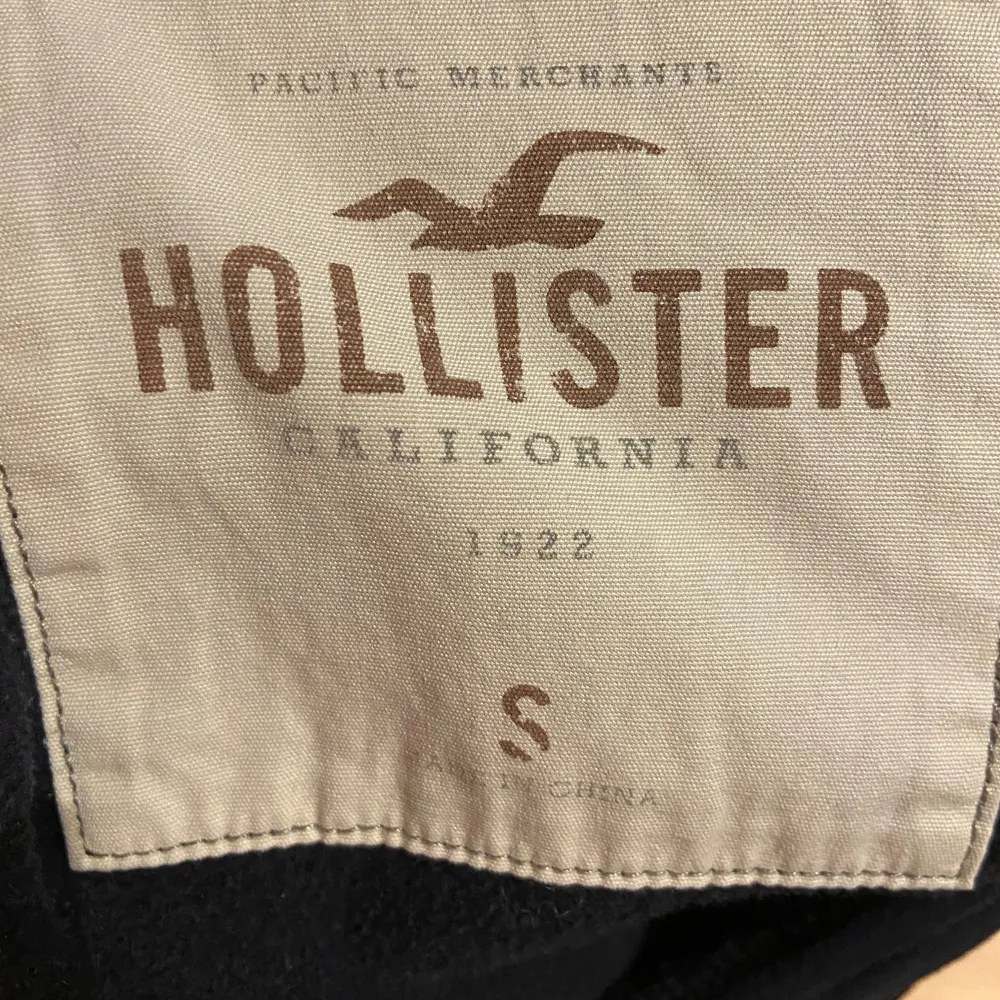 PACIFIC MERCHANTS
HOLLISTER
CALIFORNIA
1922
S
MADE IN CHINA